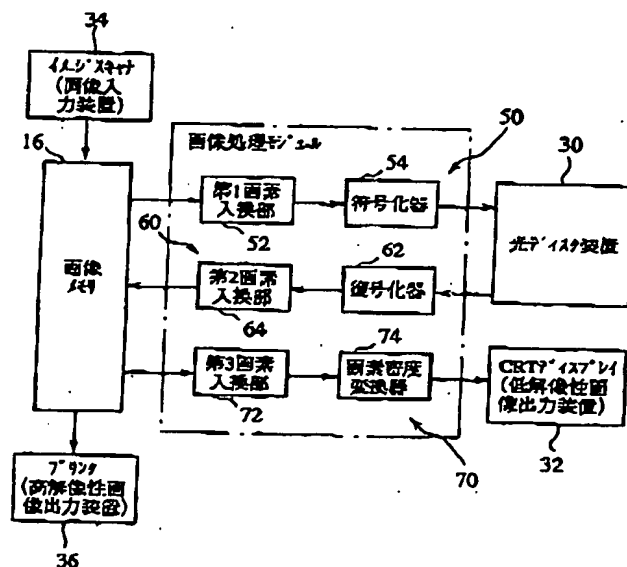 34
イメージスキャナ
(画像入
力装置)
16
画像処理モジュール
50
54
30
第1画素
入換部
符号化器
52
60
62
光ディスク装置
画像
メモリ
第2画素
入換部
復号化器
64
74
第3画素
入換部
画素密度
変換器
CRTディスプレイ
(低解像性画
像出力装置)
72
70
32
プリンタ
(高解像性画
像出力装置)
36